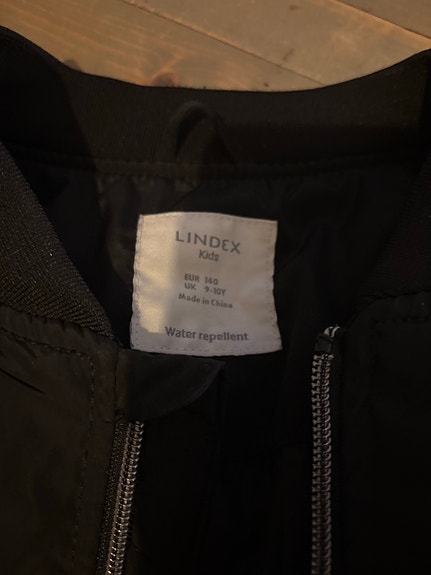 LINDEX
Kids
EUR 140
UK 9-10Y
Made in China
Water repellent